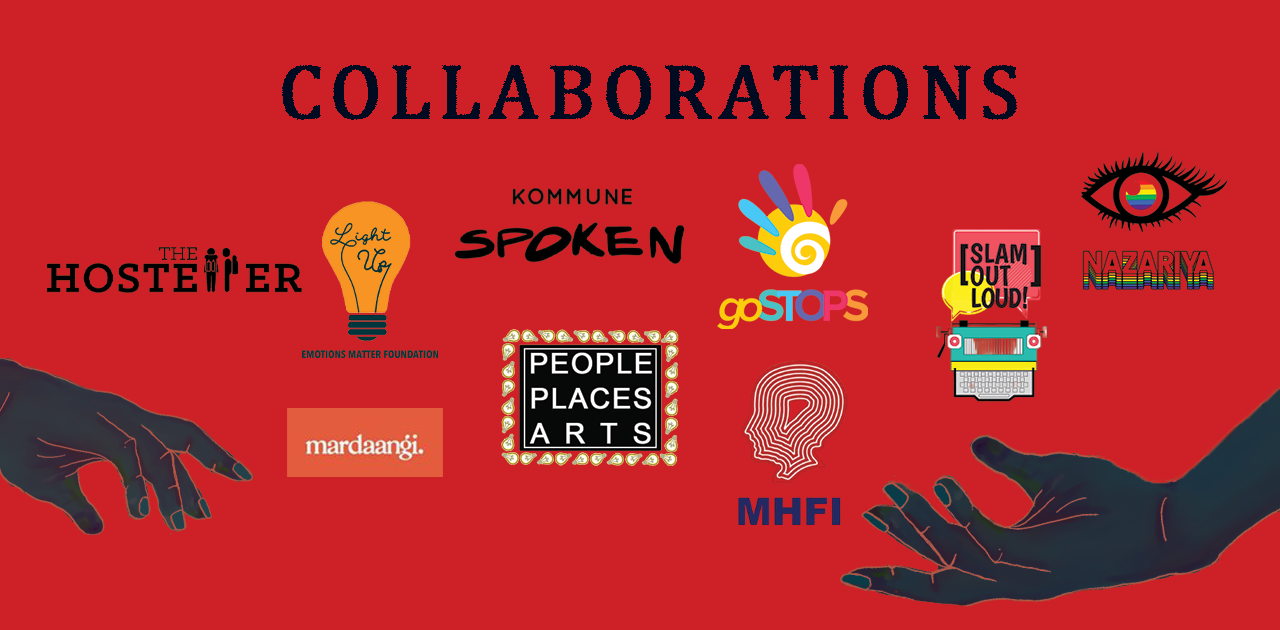 COLLABORATIONS
THE
HOSTELLER
Light
Up
EMOTIONS MATTER FOUNDATION
KOMMUNE
SPOKEN
goSTOPS
[SLAM]
OUT
LOUD!
NAZARIYA
mardaangi.
PEOPLE
PLACES
ARTS
MHFI